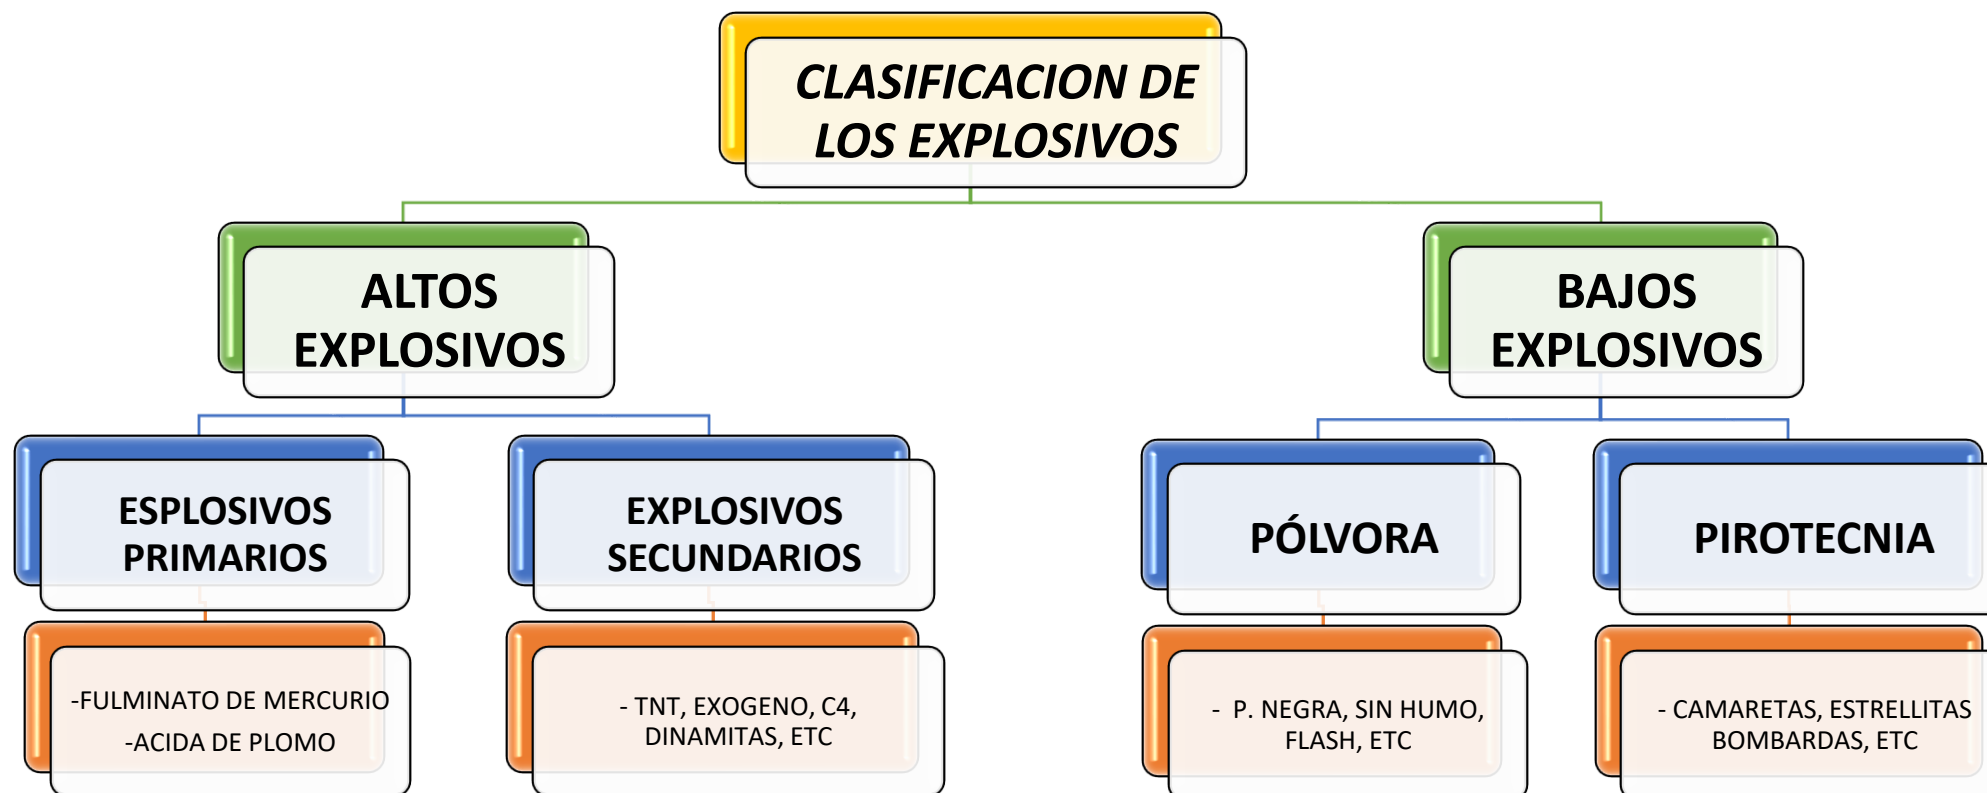 CLASIFICACION DE
LOS EXPLOSIVOS
ALTOS
EXPLOSIVOS
BAJOS
EXPLOSIVOS
ESPLOSIVOS
PRIMARIOS
EXPLOSIVOS
SECUNDARIOS
PÓLVORA
PIROTECNIA
-FULMINATO DE MERCURIO
-ACIDA DE PLOMO
- TNT, EXOGENO, C4,
DINAMITAS, ETC
- P. NEGRA, SIN HUMO,
FLASH, ETC
- CAMARETAS, ESTRELLITAS
BOMBARDAS, ETC